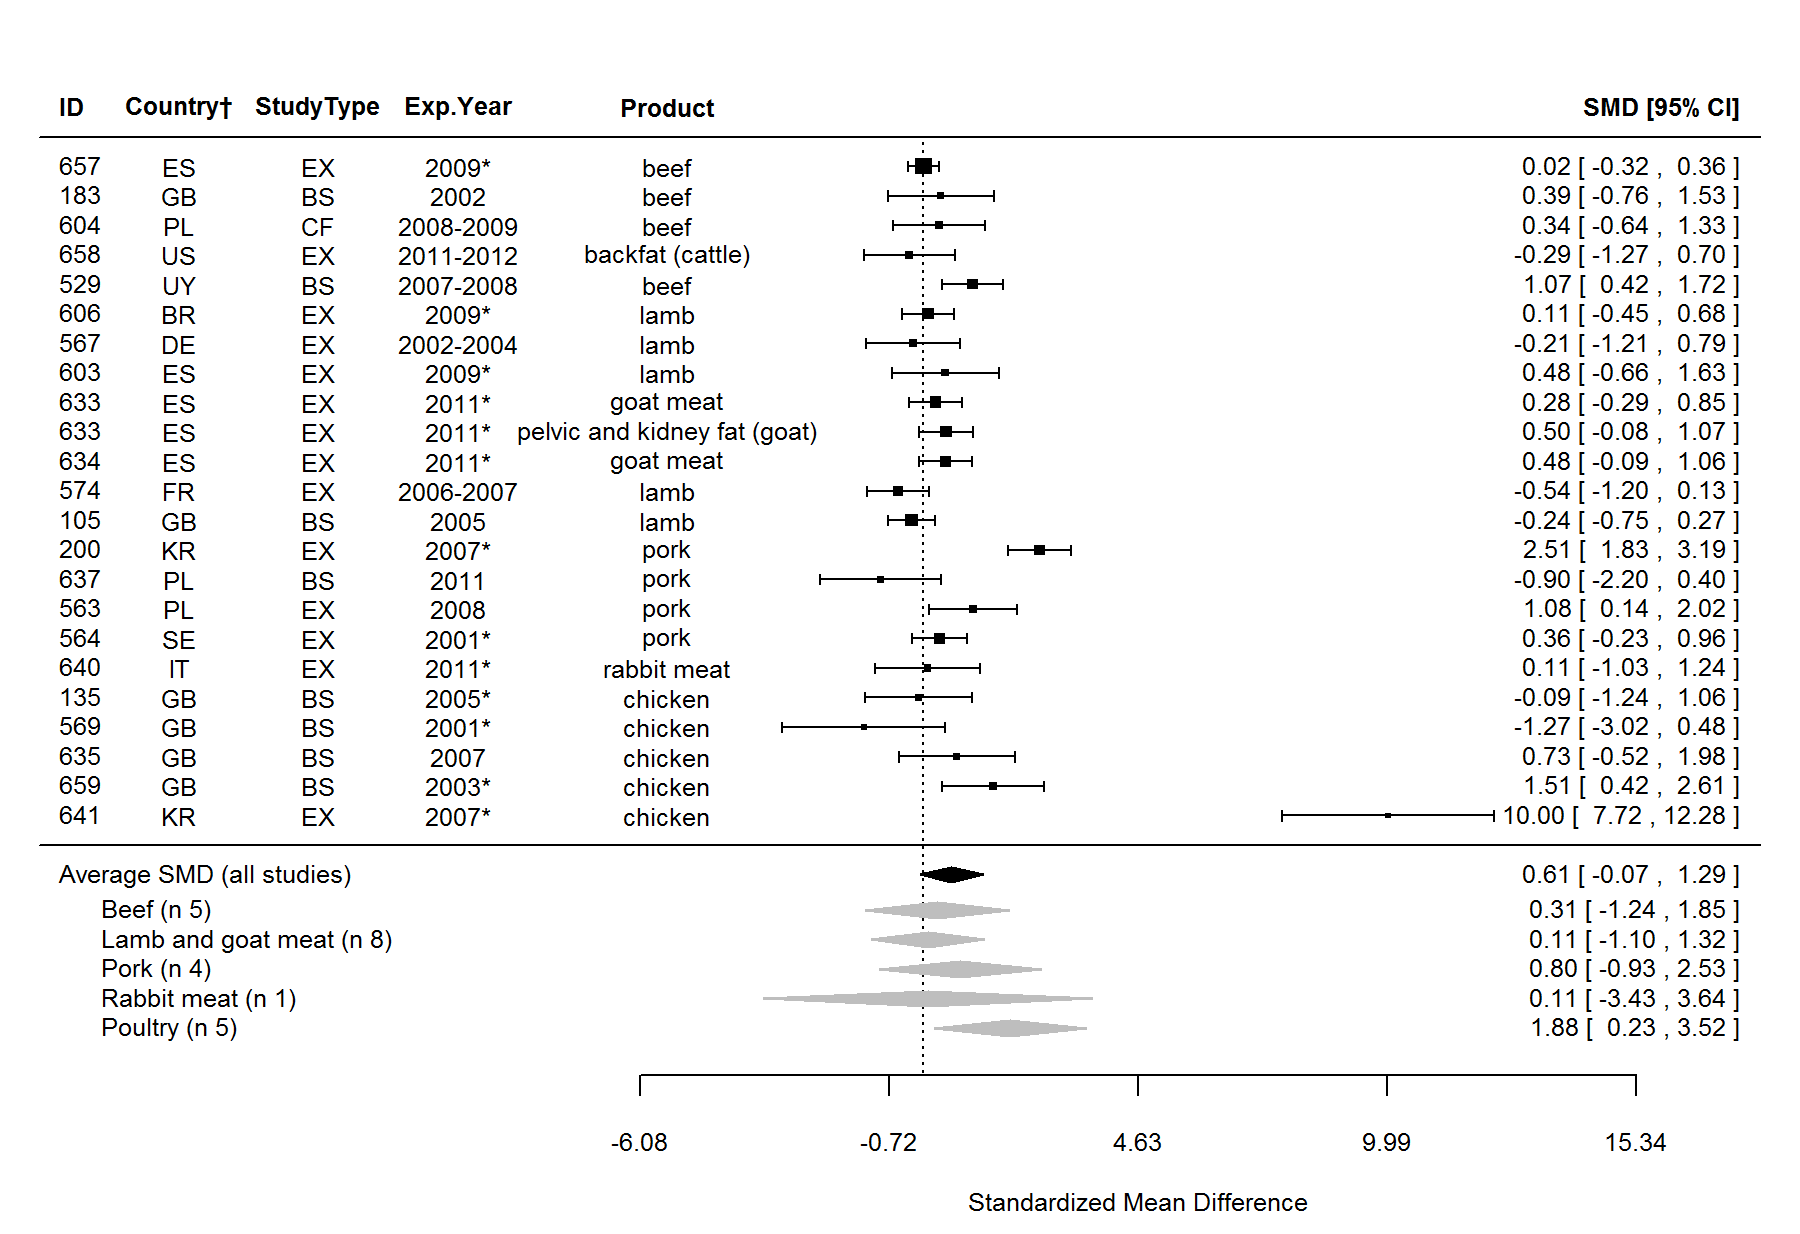 ID Country† StudyType Exp.Year Product SMD [95% CI]
657 ES EX 2009* beef 0.02 [ -0.32 , 0.36 ]
183 GB BS 2002 beef 0.39 [ -0.76 , 1.53 ]
604 PL CF 2008-2009 beef 0.34 [ -0.64 , 1.33 ]
658 US EX 2011-2012 backfat (cattle) -0.29 [ -1.27 , 0.70 ]
529 UY BS 2007-2008 beef 1.07 [ 0.42 , 1.72 ]
606 BR EX 2009* lamb 0.11 [ -0.45 , 0.68 ]
567 DE EX 2002-2004 lamb -0.21 [ -1.21 , 0.79 ]
603 ES EX 2009* lamb 0.48 [ -0.66 , 1.63 ]
633 ES EX 2011* goat meat 0.28 [ -0.29 , 0.85 ]
633 ES EX 2011* pelvic and kidney fat (goat) 0.50 [ -0.08 , 1.07 ]
634 ES EX 2011* goat meat 0.48 [ -0.09 , 1.06 ]
574 FR EX 2006-2007 lamb -0.54 [ -1.20 , 0.13 ]
105 GB BS 2005 lamb -0.24 [ -0.75 , 0.27 ]
200 KR EX 2007* pork 2.51 [ 1.83 , 3.19 ]
637 PL BS 2011 pork -0.90 [ -2.20 , 0.40 ]
563 PL EX 2008 pork 1.08 [ 0.14 , 2.02 ]
564 SE EX 2001* pork 0.36 [ -0.23 , 0.96 ]
640 IT EX 2011* rabbit meat 0.11 [ -1.03 , 1.24 ]
135 GB BS 2005* chicken -0.09 [ -1.24 , 1.06 ]
569 GB BS 2001* chicken -1.27 [ -3.02 , 0.48 ]
635 GB BS 2007 chicken 0.73 [ -0.52 , 1.98 ]
659 GB BS 2003* chicken 1.51 [ 0.42 , 2.61 ]
641 KR EX 2007* chicken 10.00 [ 7.72 , 12.28 ]
Average SMD (all studies) 0.61 [ -0.07 , 1.29 ]
Beef (n 5) 0.31 [ -1.24 , 1.85 ]
Lamb and goat meat (n 8) 0.11 [ -1.10 , 1.32 ]
Pork (n 4) 0.80 [ -0.93 , 2.53 ]
Rabbit meat (n 1) 0.11 [ -3.43 , 3.64 ]
Poultry (n 5) 1.88 [ 0.23 , 3.52 ]
-6.08 -0.72 4.63 9.99 15.34
Standardized Mean Difference